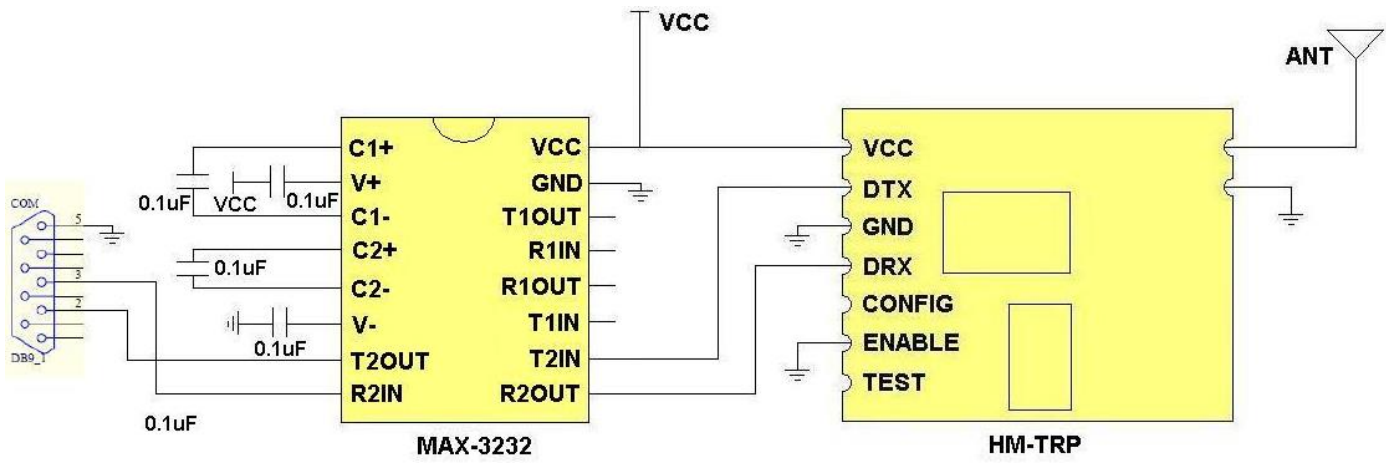 VCC
ANT
C1+
V+
C1-
C2+
C2-
V-
T2OUT
R2IN
VCC
GND
T1OUT
R1IN
R1OUT
T1IN
T2IN
R2OUT
MAX-3232
0.1uF
VCC
0.1uF
0.1uF
0.1uF
0.1uF
COM
5
3
2
DB9_1
VCC
DTX
GND
DRX
CONFIG
ENABLE
TEST
HM-TRP